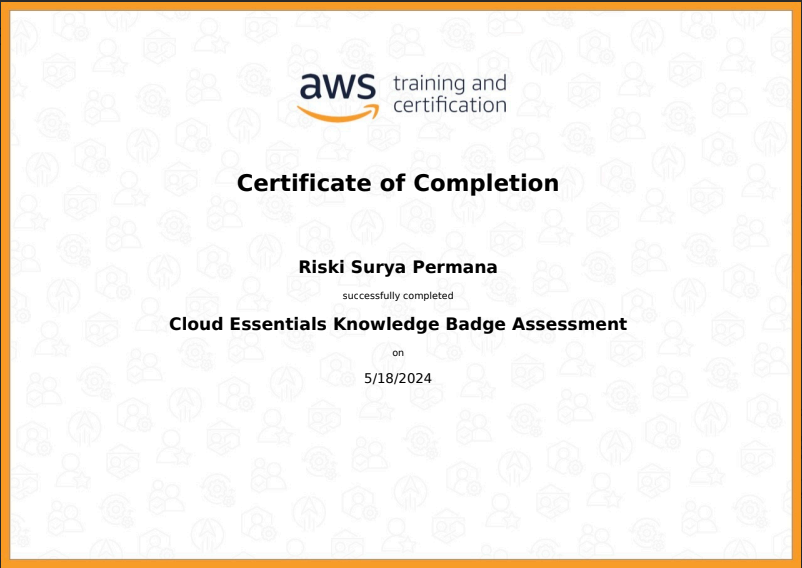 aws training and
certification
Certificate of Completion
Riski Surya Permana
successfully completed
Cloud Essentials Knowledge Badge Assessment
on
5/18/2024